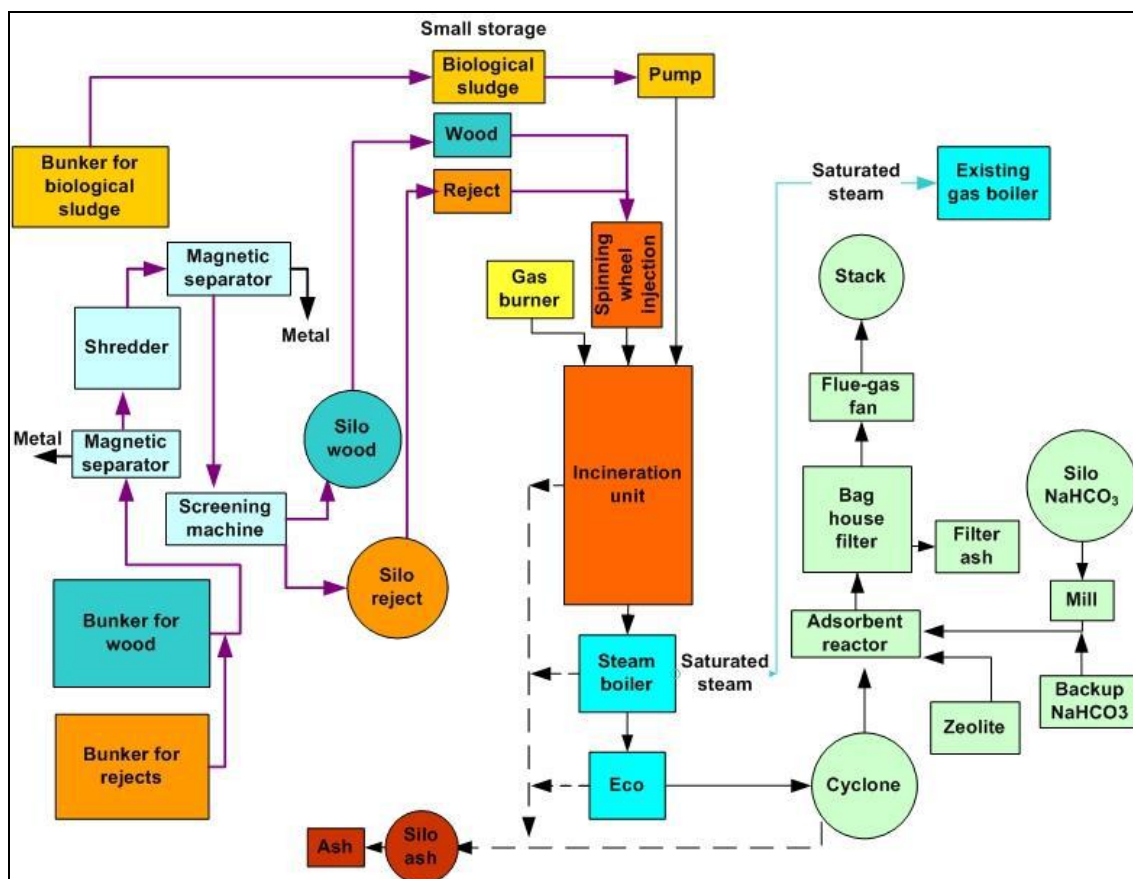 Small storage
Biological
sludge
Pump
Wood
Bunker for
biological
sludge
Reject
Saturated
steam
Existing
gas boiler
Magnetic
separator
Metal
Gas
burner
Spinning
wheel
injection
Stack
Shredder
Flue-gas
fan
Metal
Magnetic
separator
Silo
wood
Incineration
unit
Bag
house
filter
Silo
NaHCO₃
Screening
machine
Filter
ash
Silo
reject
Mill
Bunker for
wood
Adsorbent
reactor
Steam
boiler
Saturated
steam
Backup
NaHCO3
Zeolite
Bunker for
rejects
Eco
Cyclone
Ash
Silo
ash